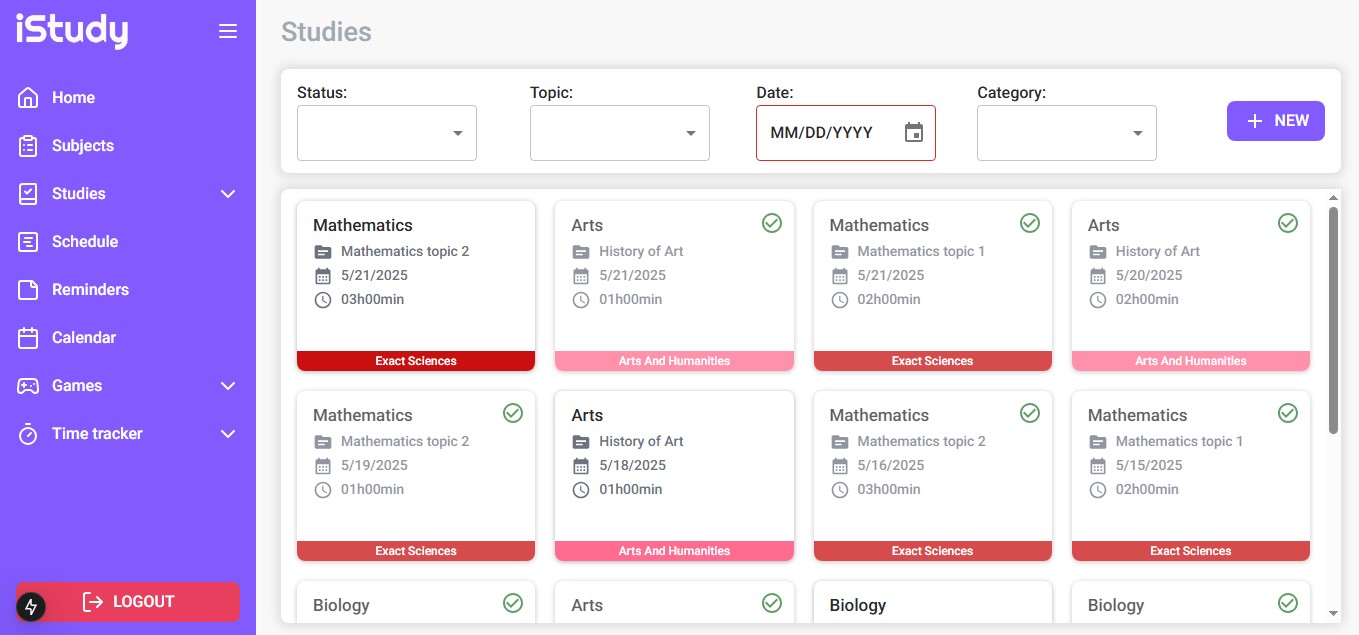 iStudy
Home
Subjects
Studies
Schedule
Reminders
Calendar
Games
Time tracker
LOGOUT
Studies
Status:
Topic:
Date:
Category:
MM/DD/YYYY
NEW
Mathematics
Mathematics topic 2
5/21/2025
03h00min
Exact Sciences
Arts
History of Art
5/21/2025
01h00min
Arts And Humanities
Mathematics
Mathematics topic 1
5/21/2025
02h00min
Exact Sciences
Arts
History of Art
5/20/2025
02h00min
Arts And Humanities
Mathematics
Mathematics topic 2
5/19/2025
01h00min
Exact Sciences
Arts
History of Art
5/18/2025
01h00min
Arts And Humanities
Mathematics
Mathematics topic 2
5/16/2025
03h00min
Exact Sciences
Mathematics
Mathematics topic 1
5/15/2025
02h00min
Exact Sciences
Biology
Arts
Biology
Biology